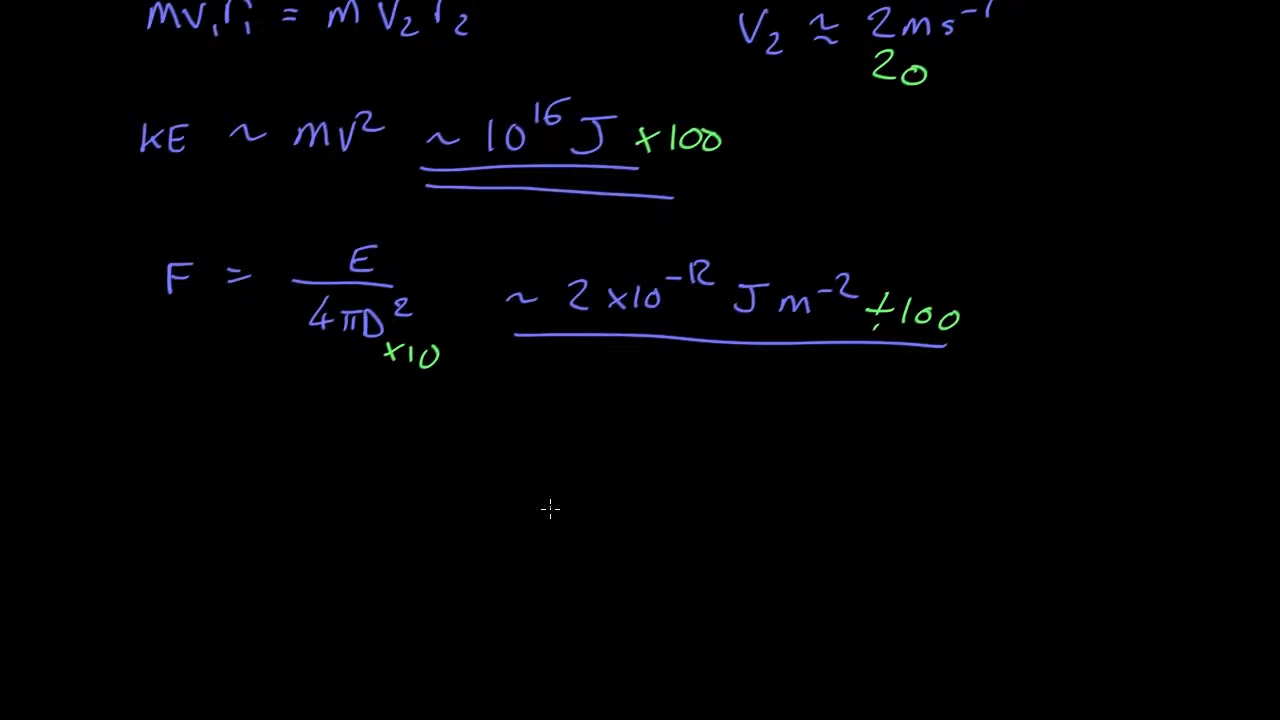 mv₁r₁ = m v₂ r₂
v₂ ≈ 2 m s⁻¹
20
KE ~ mv² ~ 10¹⁶ J ×100
F = E / 4πD² ~ 2 ×10⁻¹² J m⁻² ÷100
×10